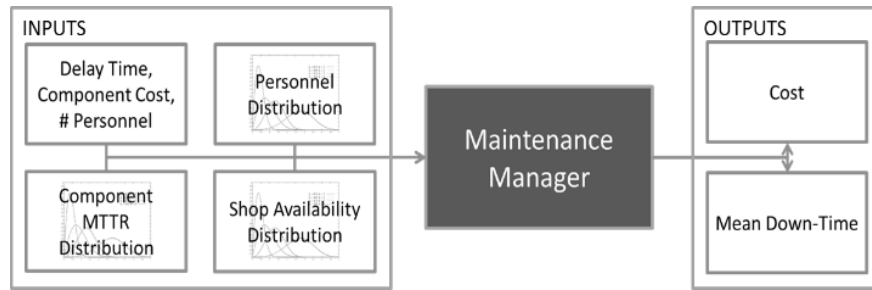 INPUTS
Delay Time,
Component Cost,
# Personnel
Personnel
Distribution
Component
MTTR
Distribution
Shop Availability
Distribution
Maintenance
Manager
OUTPUTS
Cost
Mean Down-Time